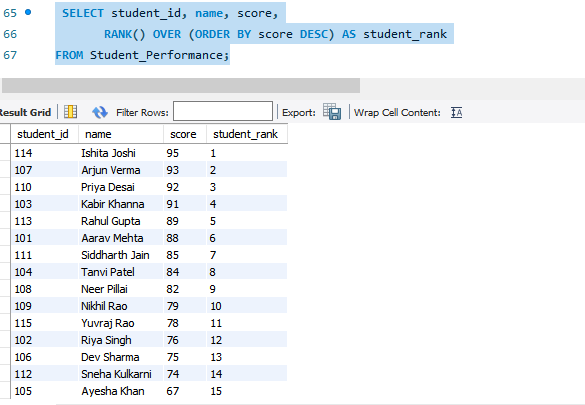 65 SELECT student_id, name, score,
66 RANK() OVER (ORDER BY score DESC) AS student_rank
67 FROM Student_Performance;
Result Grid Filter Rows: Export: Wrap Cell Content:
student_id name score student_rank
114 Ishita Joshi 95 1
107 Arjun Verma 93 2
110 Priya Desai 92 3
103 Kabir Khanna 91 4
113 Rahul Gupta 89 5
101 Aarav Mehta 88 6
111 Siddharth Jain 85 7
104 Tanvi Patel 84 8
108 Neer Pillai 82 9
109 Nikhil Rao 79 10
115 Yuvraj Rao 78 11
102 Riya Singh 76 12
106 Dev Sharma 75 13
112 Sneha Kulkarni 74 14
105 Ayesha Khan 67 15